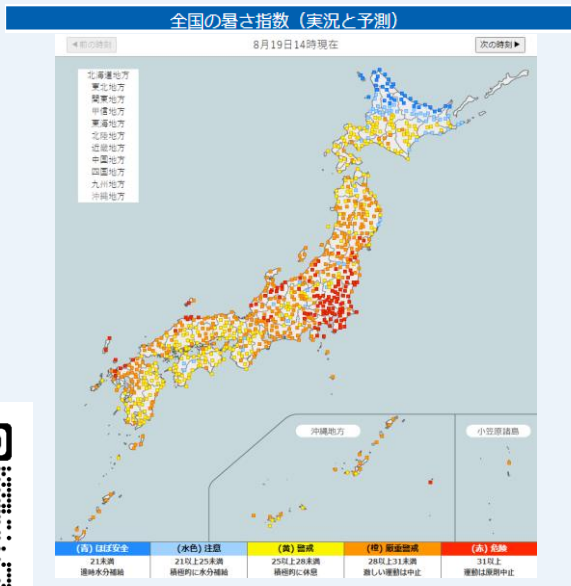 全国の暑さ指数（実況と予測）
◀前の時刻
8月19日14時現在
次の時刻▶
北海道地方
東北地方
関東地方
甲信地方
東海地方
北陸地方
近畿地方
中国地方
四国地方
九州地方
沖縄地方
沖縄地方
小笠原諸島
(青) ほぼ安全
(水色) 注意
(黄) 警戒
(橙) 厳重警戒
(赤) 危険
21未満
21以上25未満
25以上28未満
28以上31未満
31以上
適時水分補給
積極的に水分補給
積極的に休息
激しい運動は中止
運動は原則中止